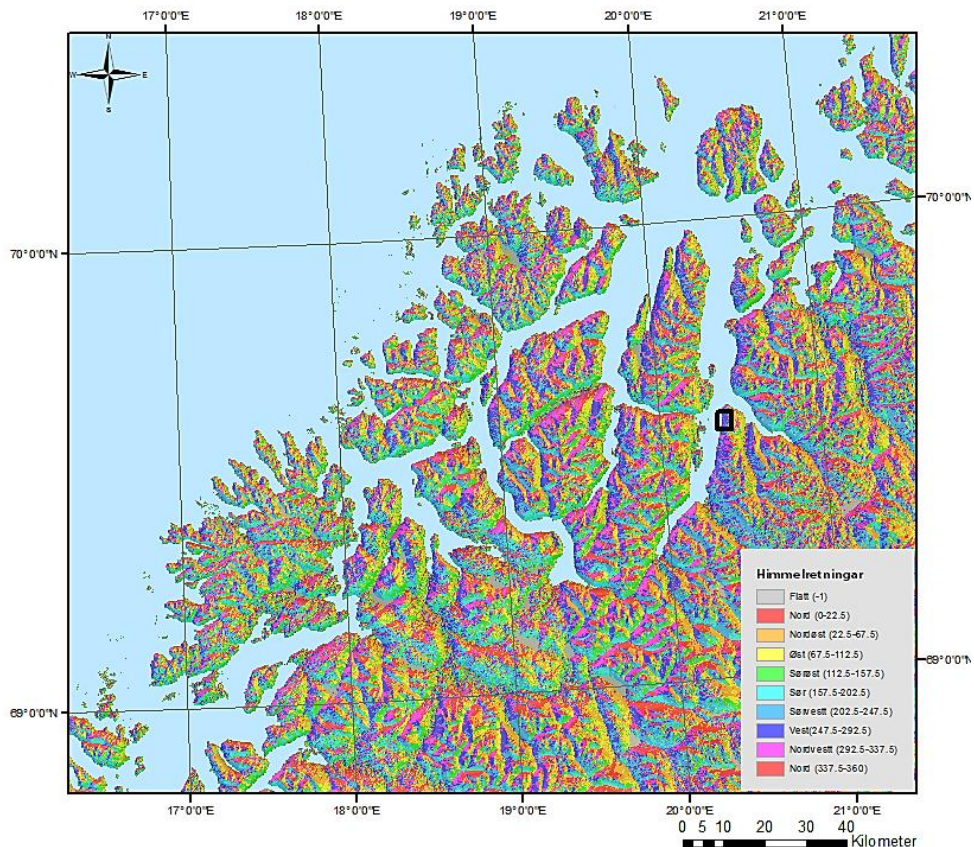 17°0'0"E 18°0'0"E 19°0'0"E 20°0'0"E 21°0'0"E
N
W E
S
70°0'0"N
70°0'0"N
Himmelretningar
Flatt (-1)
Nord (0-22.5)
Nordøst (22.5-67.5)
Øst (67.5-112.5)
Sørøst (112.5-157.5)
Sør (157.5-202.5)
Sørvestt (202.5-247.5)
Vest(247.5-292.5)
Nordvestt (292.5-337.5)
Nord (337.5-360)
69°0'0"N
69°0'0"N
17°0'0"E 18°0'0"E 19°0'0"E 20°0'0"E 21°0'0"E
0 5 10 20 30 40
Kilometer